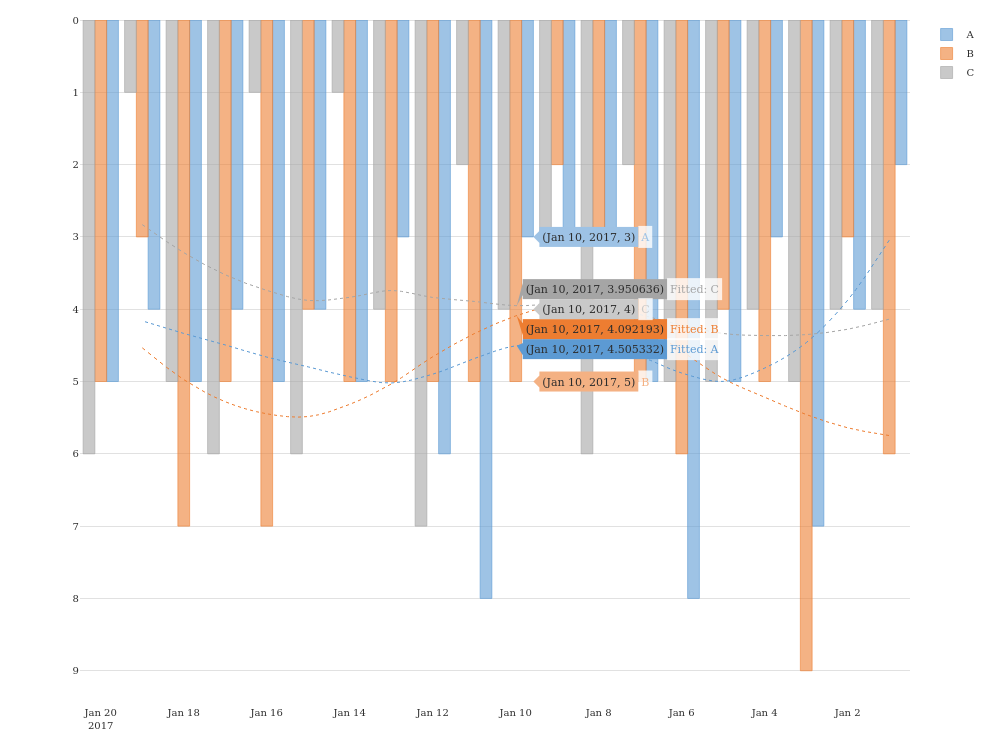 0
1
2
3
4
5
6
7
8
9
(Jan 10, 2017, 3) A
(Jan 10, 2017, 3.950636) Fitted: C
(Jan 10, 2017, 4) C
(Jan 10, 2017, 4.092193) Fitted: B
(Jan 10, 2017, 4.505332) Fitted: A
(Jan 10, 2017, 5) B
Jan 20 Jan 18 Jan 16 Jan 14 Jan 12 Jan 10 Jan 8 Jan 6 Jan 4 Jan 2
2017
A
B
C